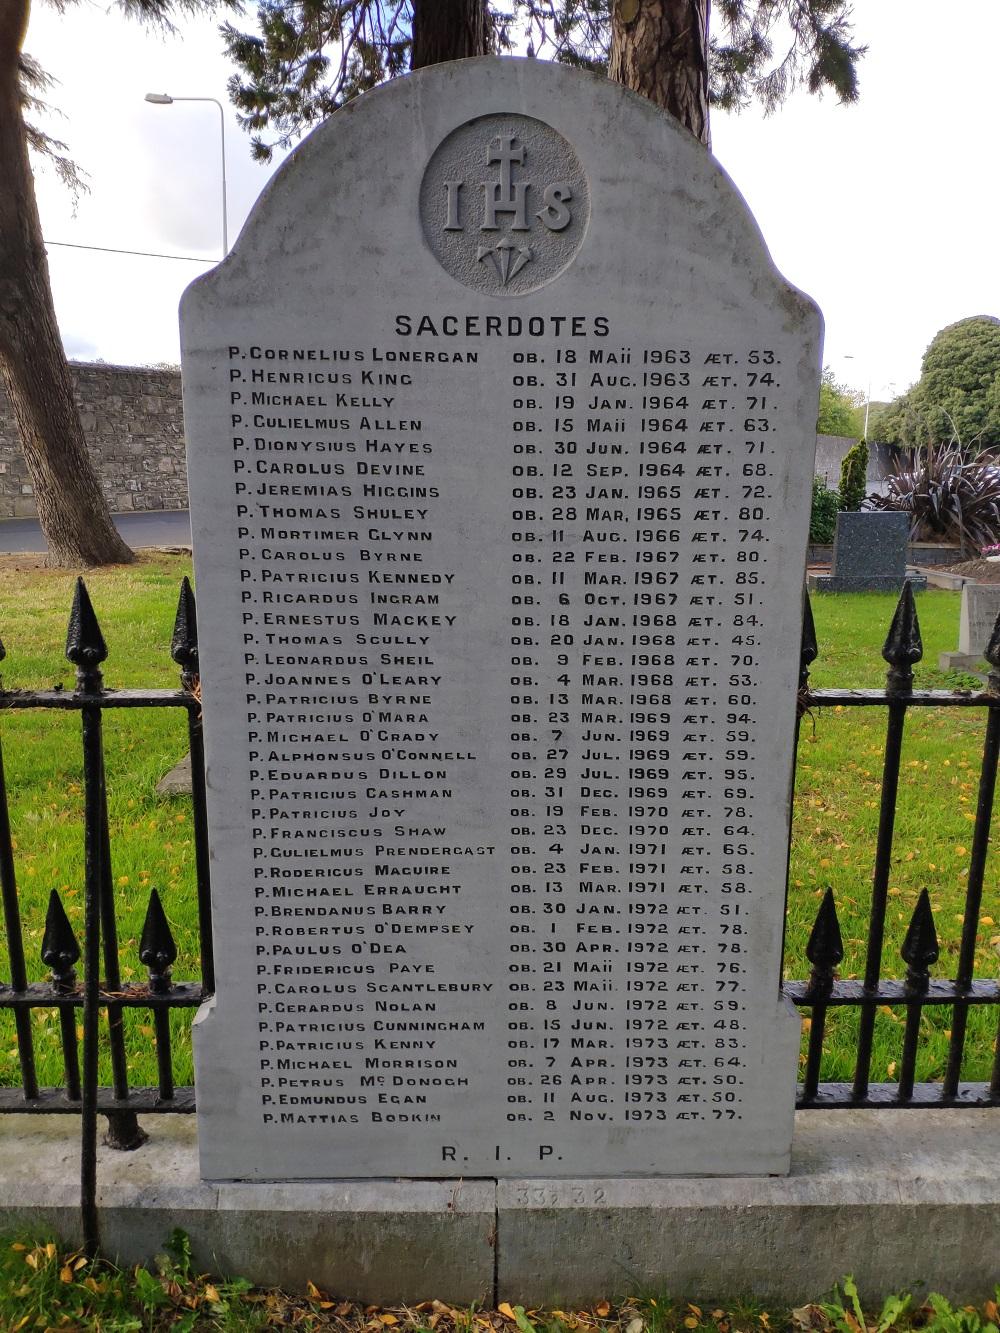 IHS
SACERDOTES
P. CORNELIUS LONERGAN OB. 18 MAii 1963 ÆT. 53.
P. HENRICUS KING OB. 31 AUG. 1963 ÆT. 74.
P. MICHAEL KELLY OB. 19 JAN. 1964 ÆT. 71.
P. GULIELMUS ALLEN OB. 15 MAii 1964 ÆT. 63.
P. DIONYSIUS HAYES OB. 30 JUN. 1964 ÆT. 71.
P. CAROLUS DEVINE OB. 12 SEP. 1964 ÆT. 68.
P. JEREMIAS HIGGINS OB. 23 JAN. 1965 ÆT. 72.
P. THOMAS SHULEY OB. 28 MAR, 1965 ÆT. 80.
P. MORTIMER GLYNN OB. 11 AUG. 1966 ÆT. 74.
P. CAROLUS BYRNE OB. 22 FEB. 1967 ÆT. 80.
P. PATRICIUS KENNEDY OB. 11 MAR. 1967 ÆT. 85.
P. RICARDUS INGRAM OB. 6 OCT. 1967 ÆT. 51.
P. ERNESTUS MACKEY OB. 18 JAN. 1968 ÆT. 84.
P. THOMAS SCULLY OB. 20 JAN. 1968 ÆT. 45.
P. LEONARDUS SHEIL OB. 9 FEB. 1968 ÆT. 70.
P. JOANNES O'LEARY OB. 4 MAR. 1968 ÆT. 53.
P. PATRICIUS BYRNE OB. 13 MAR. 1968 ÆT. 60.
P. PATRICIUS O'MARA OB. 23 MAR. 1969 ÆT. 94.
P. MICHAEL O'GRADY OB. 7 JUN. 1969 ÆT. 59.
P. ALPHONSUS O'CONNELL OB. 27 JUL. 1969 ÆT. 59.
P. EDUARDUS DILLON OB. 29 JUL. 1969 ÆT. 95.
P. PATRICIUS CASHMAN OB. 31 DEC. 1969 ÆT. 69.
P. PATRICIUS JOY OB. 19 FEB. 1970 ÆT. 78.
P. FRANCISCUS SHAW OB. 23 DEC. 1970 ÆT. 64.
P. GULIELMUS PRENDERGAST OB. 4 JAN. 1971 ÆT. 65.
P. RODERICUS MAGUIRE OB. 23 FEB. 1971 ÆT. 58.
P. MICHAEL ERRAUGHT OB. 13 MAR. 1971 ÆT. 58.
P. BRENDANUS BARRY OB. 30 JAN. 1972 ÆT. 51.
P. ROBERTUS O'DEMPSEY OB. 1 FEB. 1972 ÆT. 78.
P. PAULUS O'DEA OB. 30 APR. 1972 ÆT. 78.
P. FRIDERICUS PAYE OB. 21 MAii 1972 ÆT. 76.
P. CAROLUS SCANTLEBURY OB. 23 MAii 1972 ÆT. 77.
P. GERARDUS NOLAN OB. 8 JUN. 1972 ÆT. 59.
P. PATRICIUS CUNNINGHAM OB. 15 JUN. 1972 ÆT. 48.
P. PATRICIUS KENNY OB. 17 MAR. 1973 ÆT. 83.
P. MICHAEL MORRISON OB. 7 APR. 1973 ÆT. 64.
P. PETRUS McDONOGH OB. 26 APR. 1973 ÆT. 50.
P. EDMUNDUS EGAN OB. 11 AUG. 1973 ÆT. 50.
P. MATTIAS BODKIN OB. 2 NOV. 1973 ÆT. 77.
R. I. P.